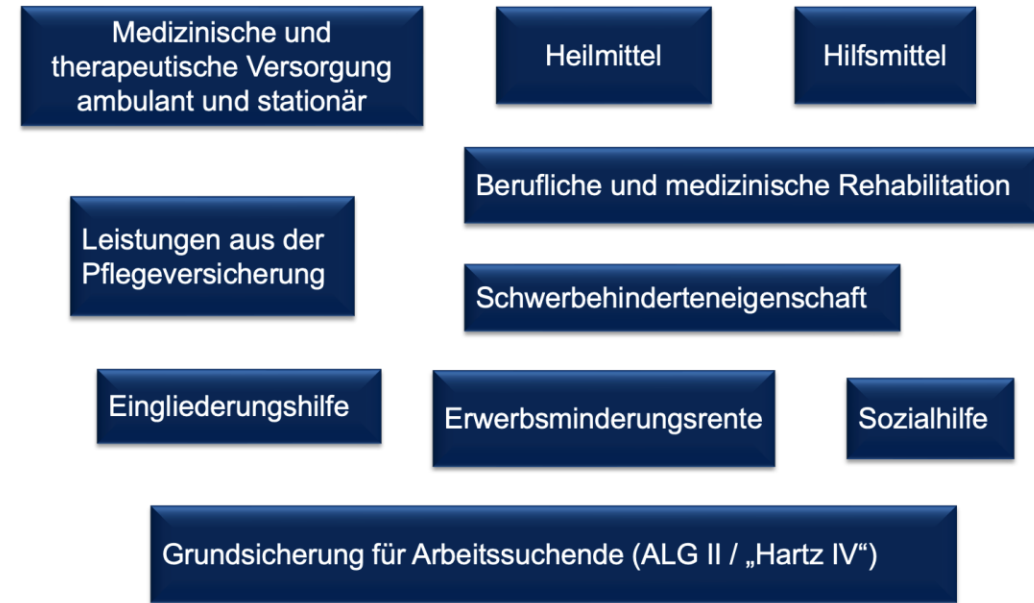 Medizinische und
therapeutische Versorgung
ambulant und stationär
Heilmittel
Hilfsmittel
Berufliche und medizinische Rehabilitation
Leistungen aus der
Pflegeversicherung
Schwerbehinderteneigenschaft
Eingliederungshilfe
Erwerbsminderungsrente
Sozialhilfe
Grundsicherung für Arbeitssuchende (ALG II / „Hartz IV“)